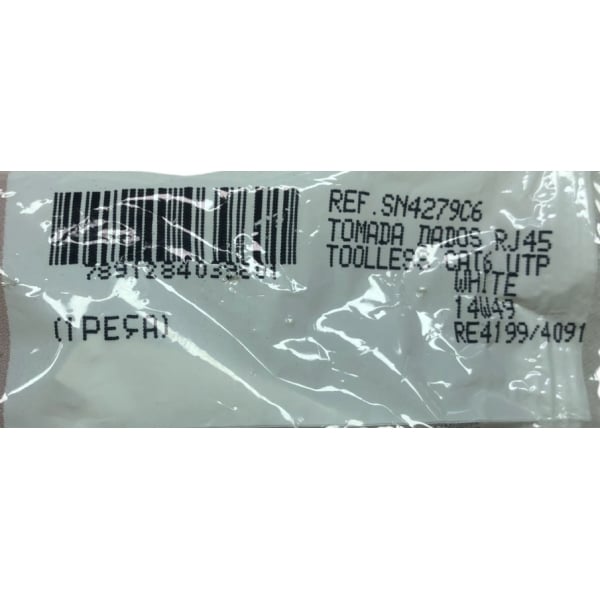 REF.SN4279C6
TOMADA DADOS RJ45
TOOLLESS CAT6 UTP
WHITE
14W49
RE4199/4091
(1PEÇA)